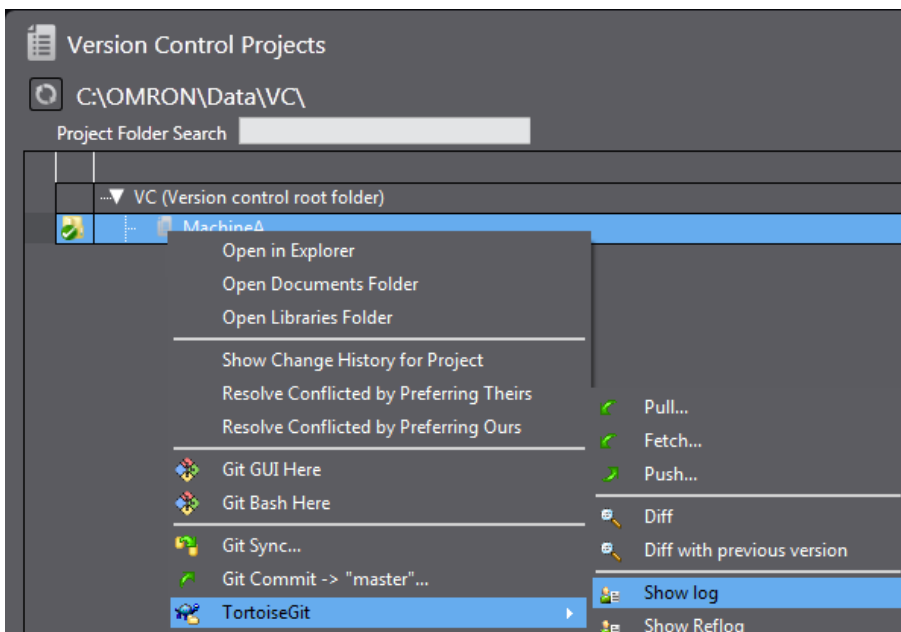 Version Control Projects
C:\OMRON\Data\VC\
Project Folder Search
VC (Version control root folder)
MachineA
Open in Explorer
Open Documents Folder
Open Libraries Folder
Show Change History for Project
Resolve Conflicted by Preferring Theirs
Resolve Conflicted by Preferring Ours
Git GUI Here
Git Bash Here
Git Sync...
Git Commit -> "master"...
TortoiseGit
Pull...
Fetch...
Push...
Diff
Diff with previous version
Show log
Show Reflog